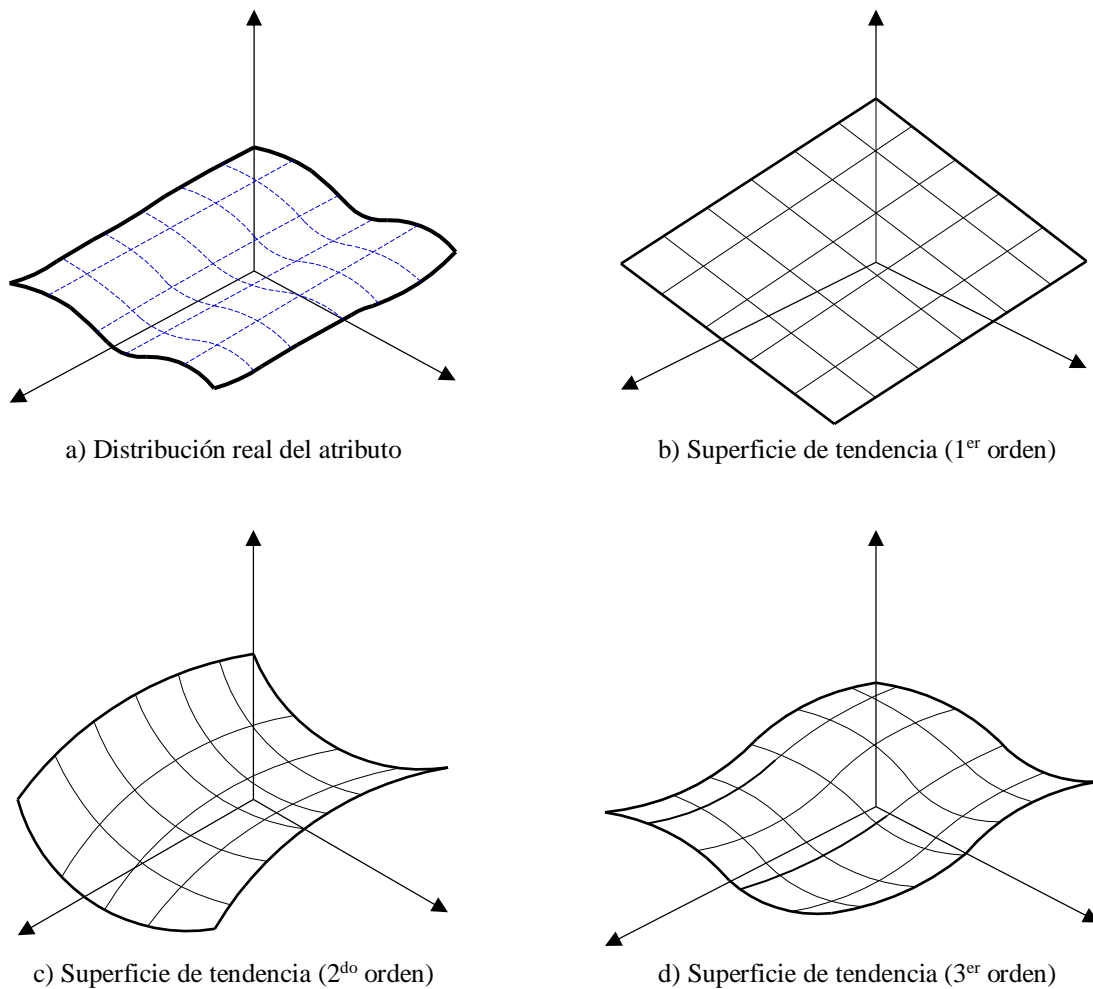 a) Distribución real del atributo
b) Superficie de tendencia (1er orden)
c) Superficie de tendencia (2do orden)
d) Superficie de tendencia (3er orden)